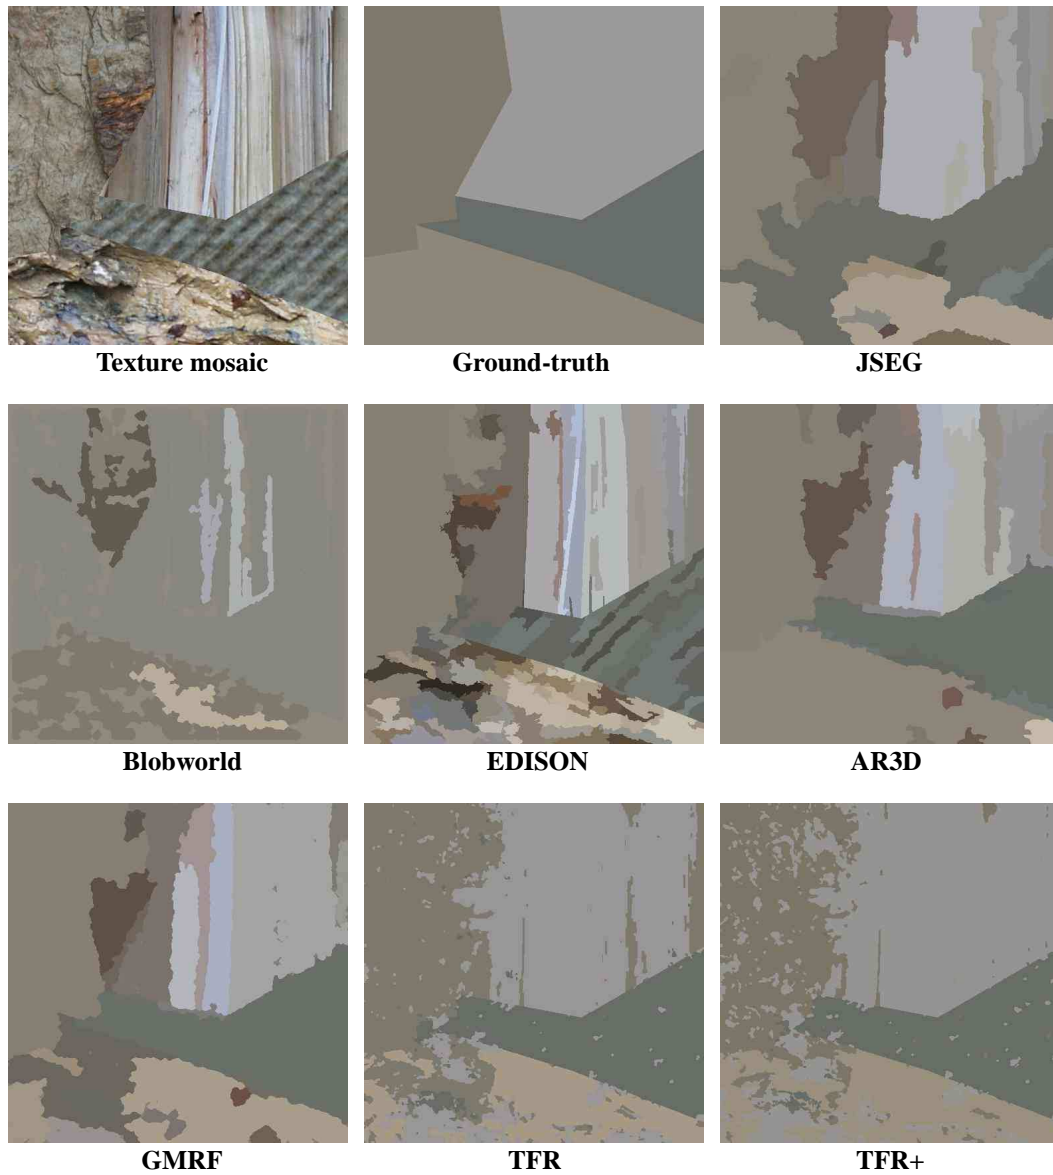 Texture mosaic
Ground-truth
JSEG
Blobworld
EDISON
AR3D
GMRF
TFR
TFR+